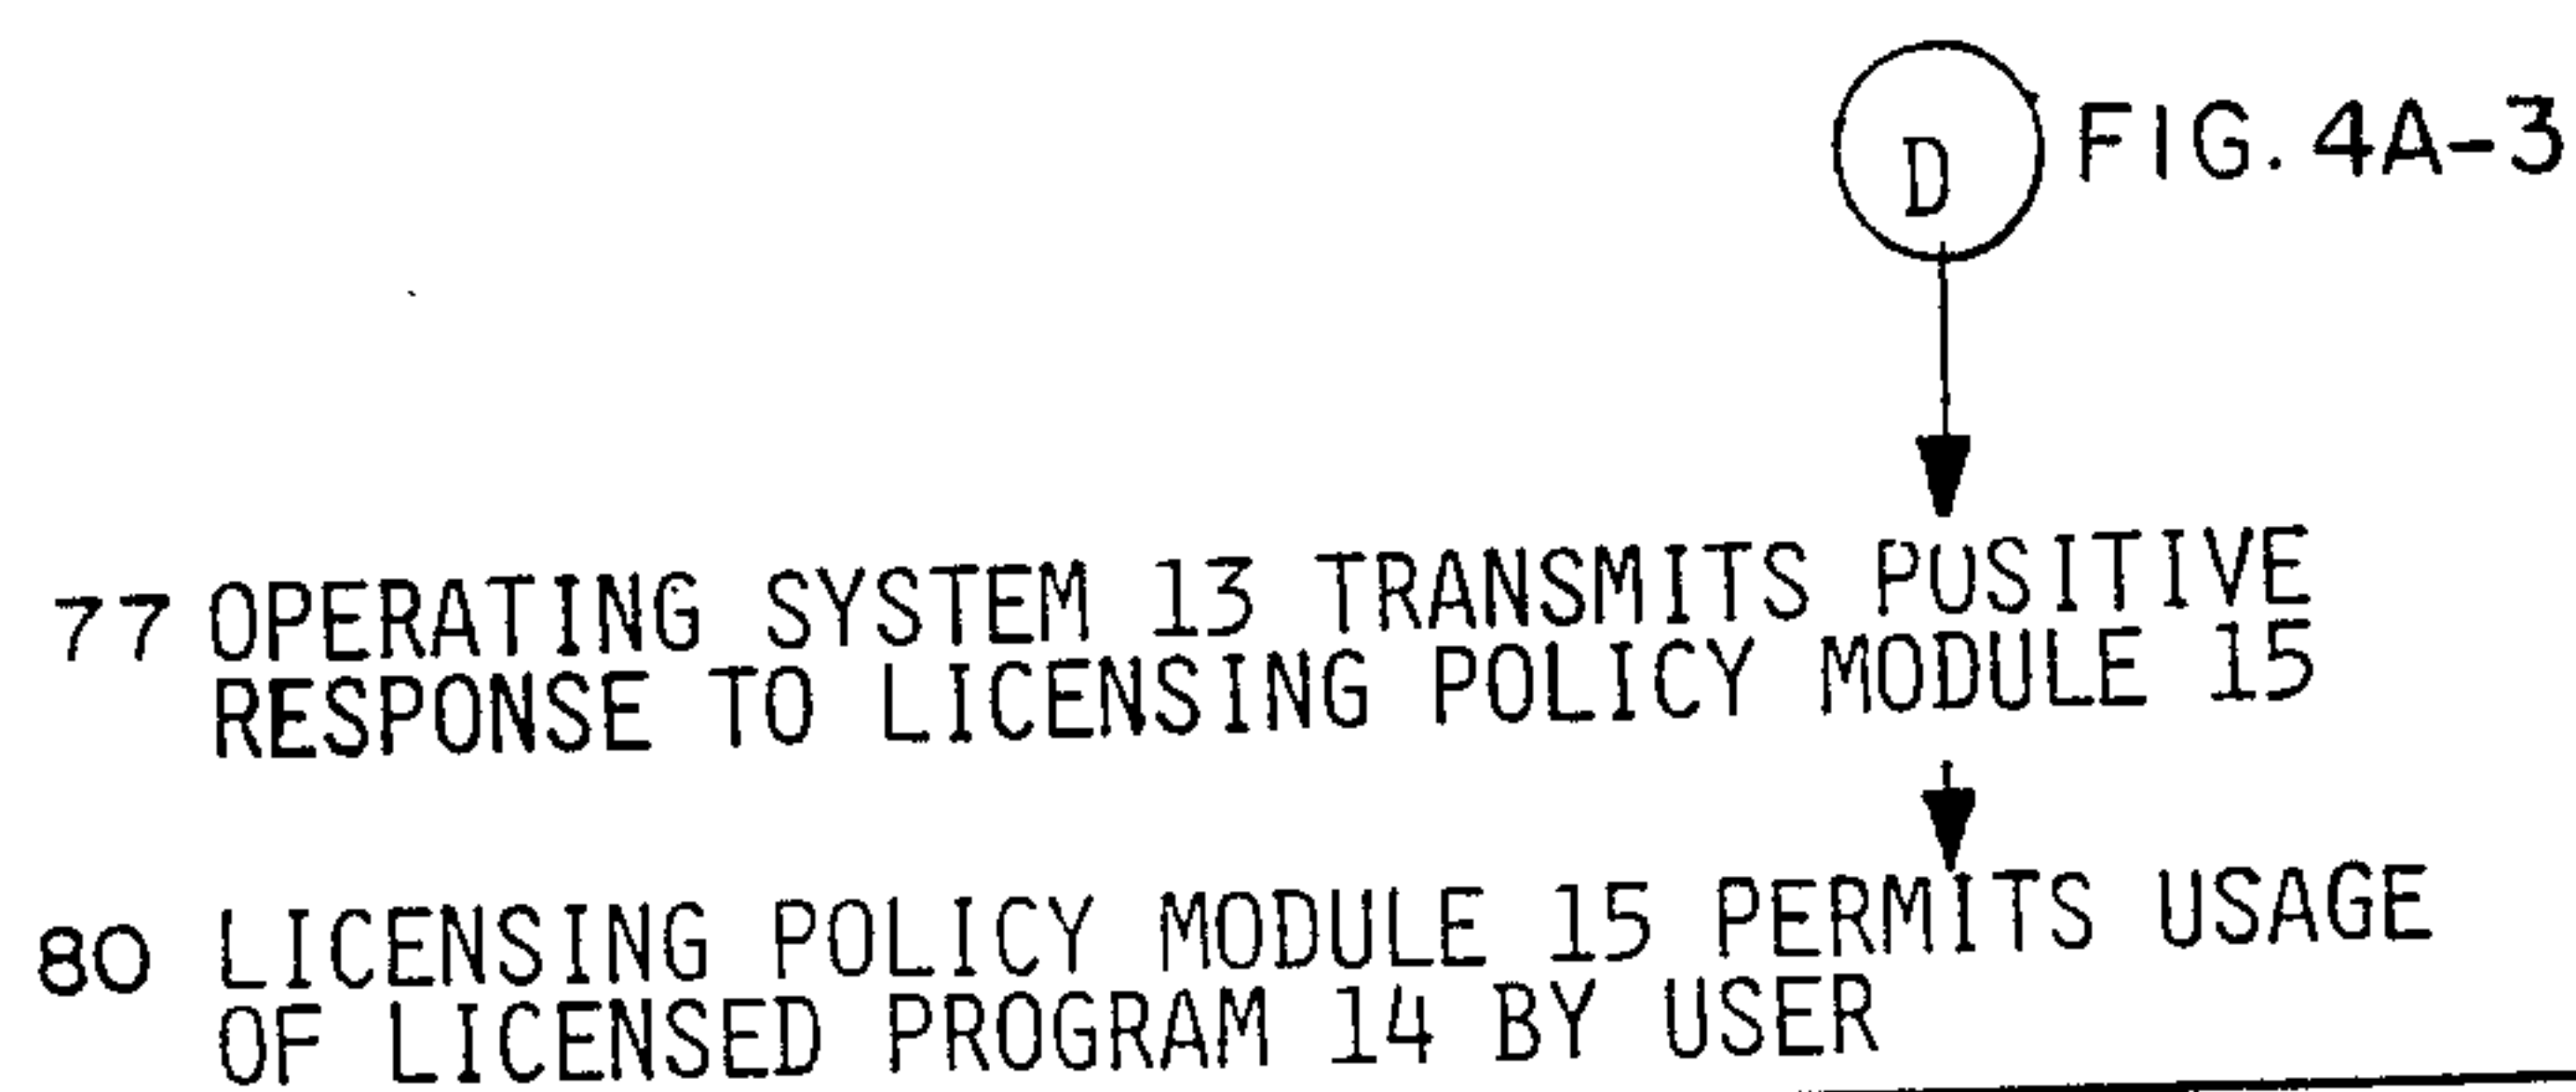 D FIG. 4A-3
77 OPERATING SYSTEM 13 TRANSMITS POSITIVE
RESPONSE TO LICENSING POLICY MODULE 15
80 LICENSING POLICY MODULE 15 PERMITS USAGE
OF LICENSED PROGRAM 14 BY USER